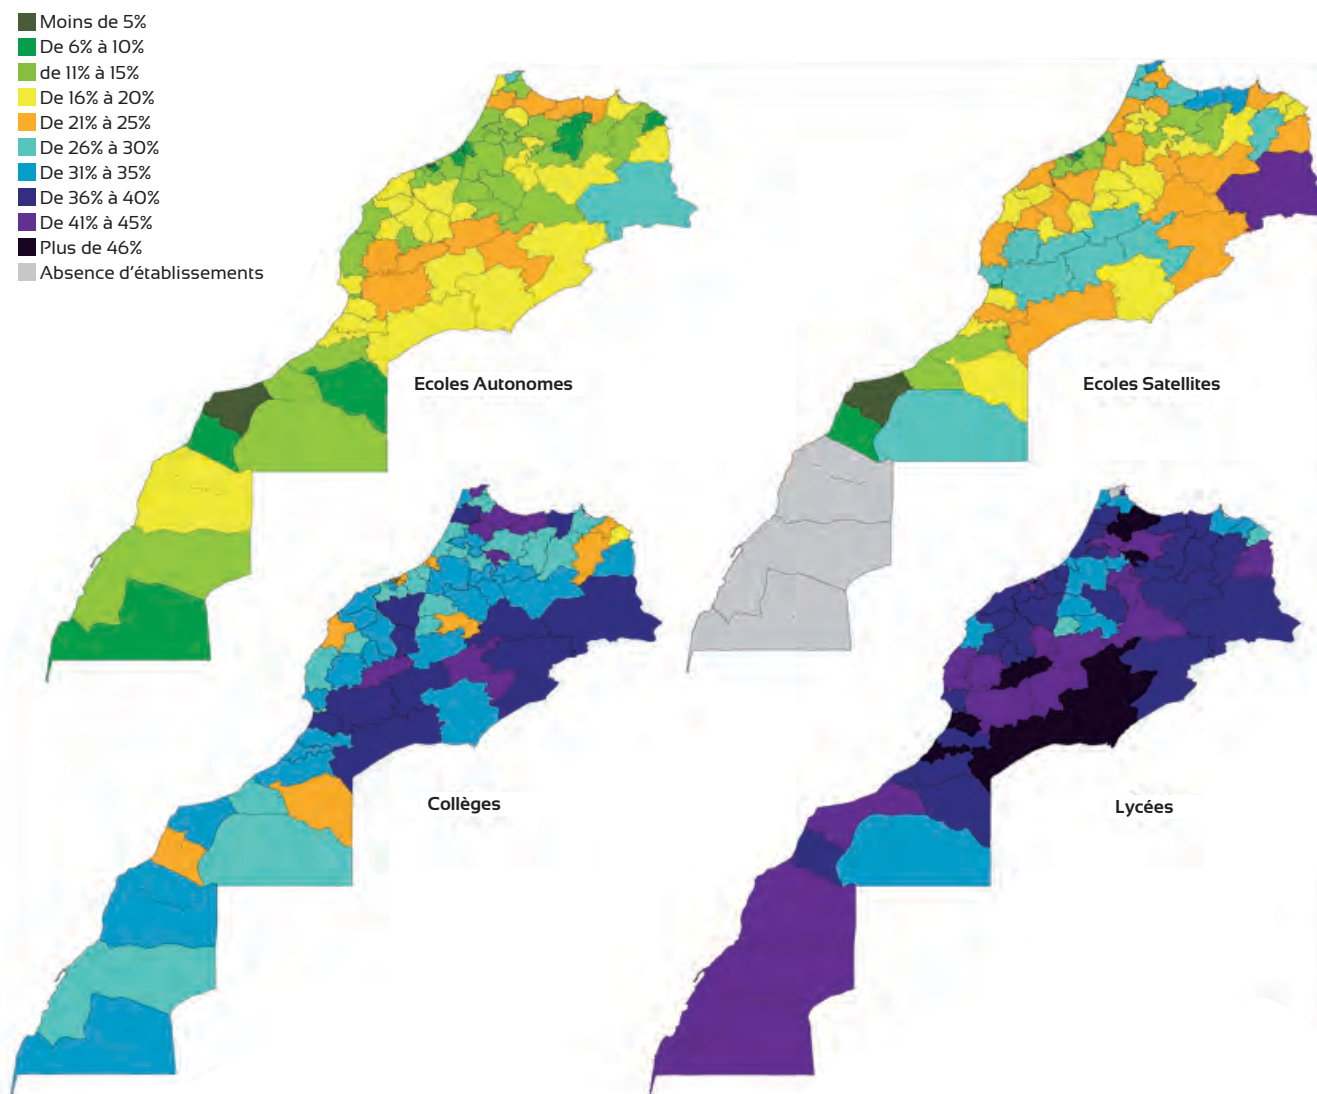 Moins de 5%
De 6% à 10%
de 11% à 15%
De 16% à 20%
De 21% à 25%
De 26% à 30%
De 31% à 35%
De 36% à 40%
De 41% à 45%
Plus de 46%
Absence d'établissements
Ecoles Autonomes
Ecoles Satellites
Collèges
Lycées